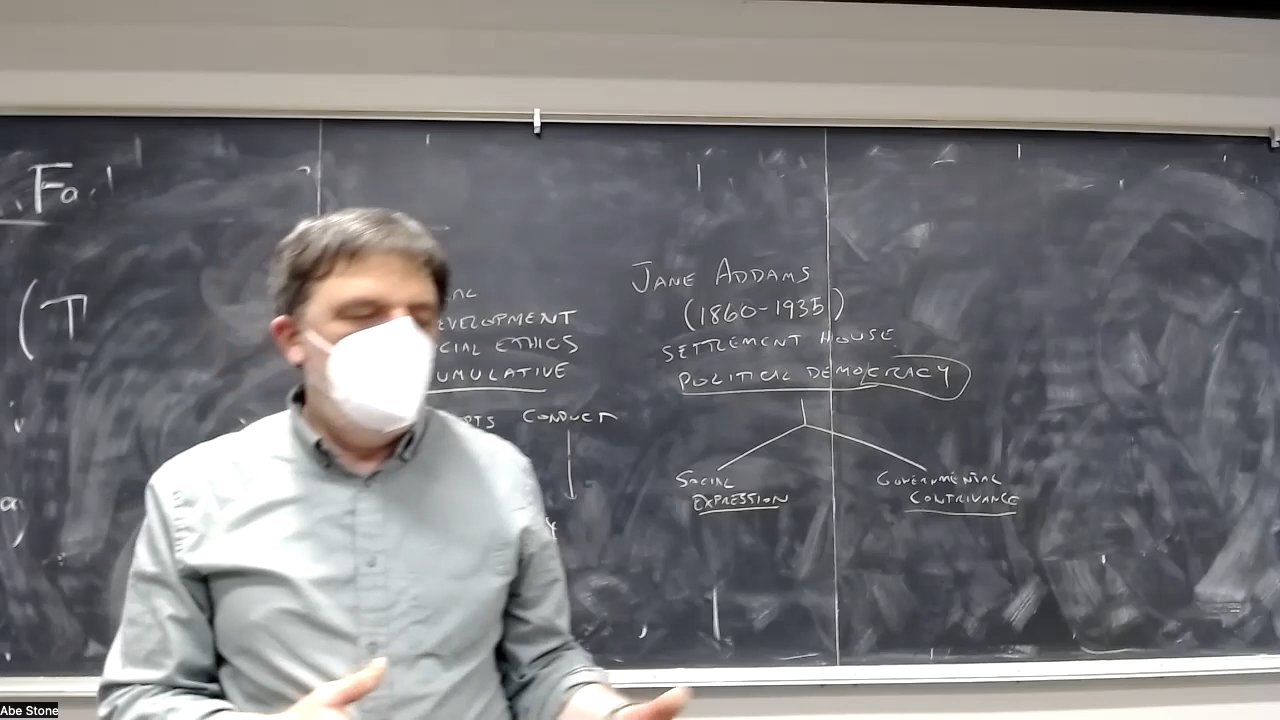 Fa
(T
EVELOPMENT
CIAL ETHICS
UMULATIVE
PTS CONDUCT
JANE ADDAMS
(1860-1935)
SETTLEMENT HOUSE
POLITICAL DEMOCRACY
SOCIAL
EXPRESSION
GOVERNMENTAL
CONTRIVANCE
Abe Stone